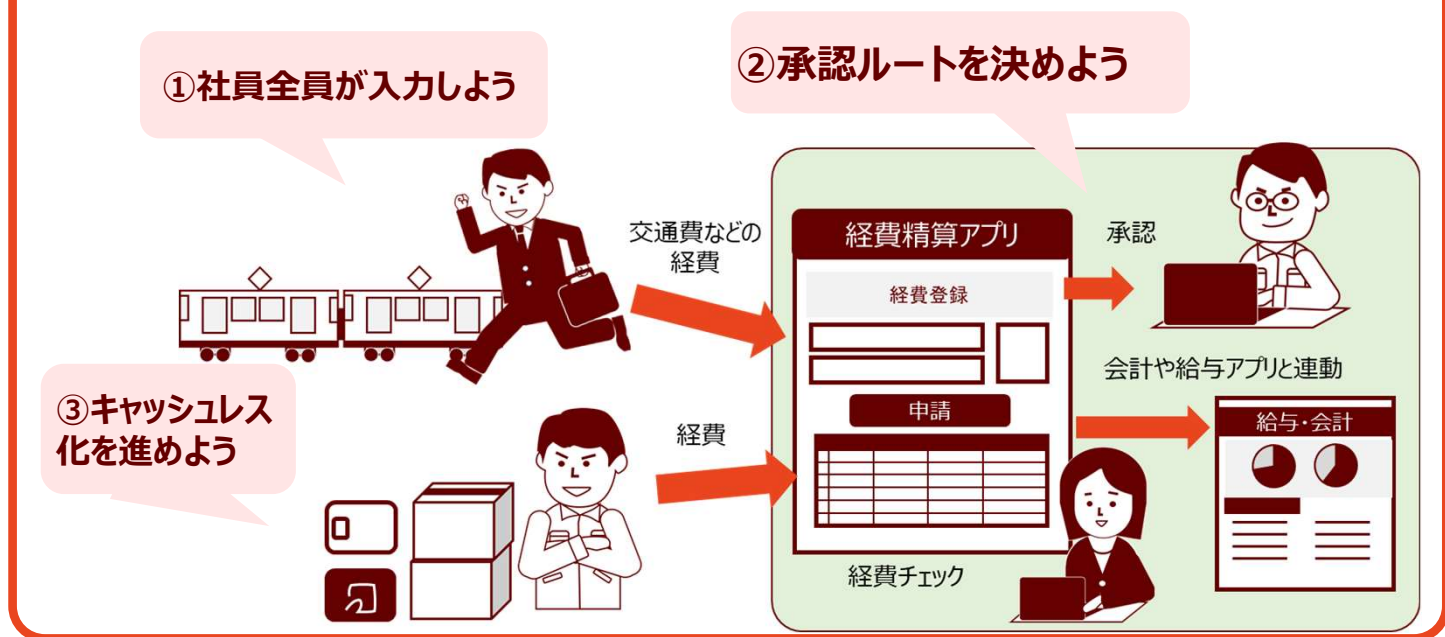 ①社員全員が入力しよう
②承認ルートを決めよう
交通費などの
経費
経費精算アプリ
経費登録
承認
会計や給与アプリと連動
③キャッシュレス
化を進めよう
経費
申請
給与・会計
経費チェック